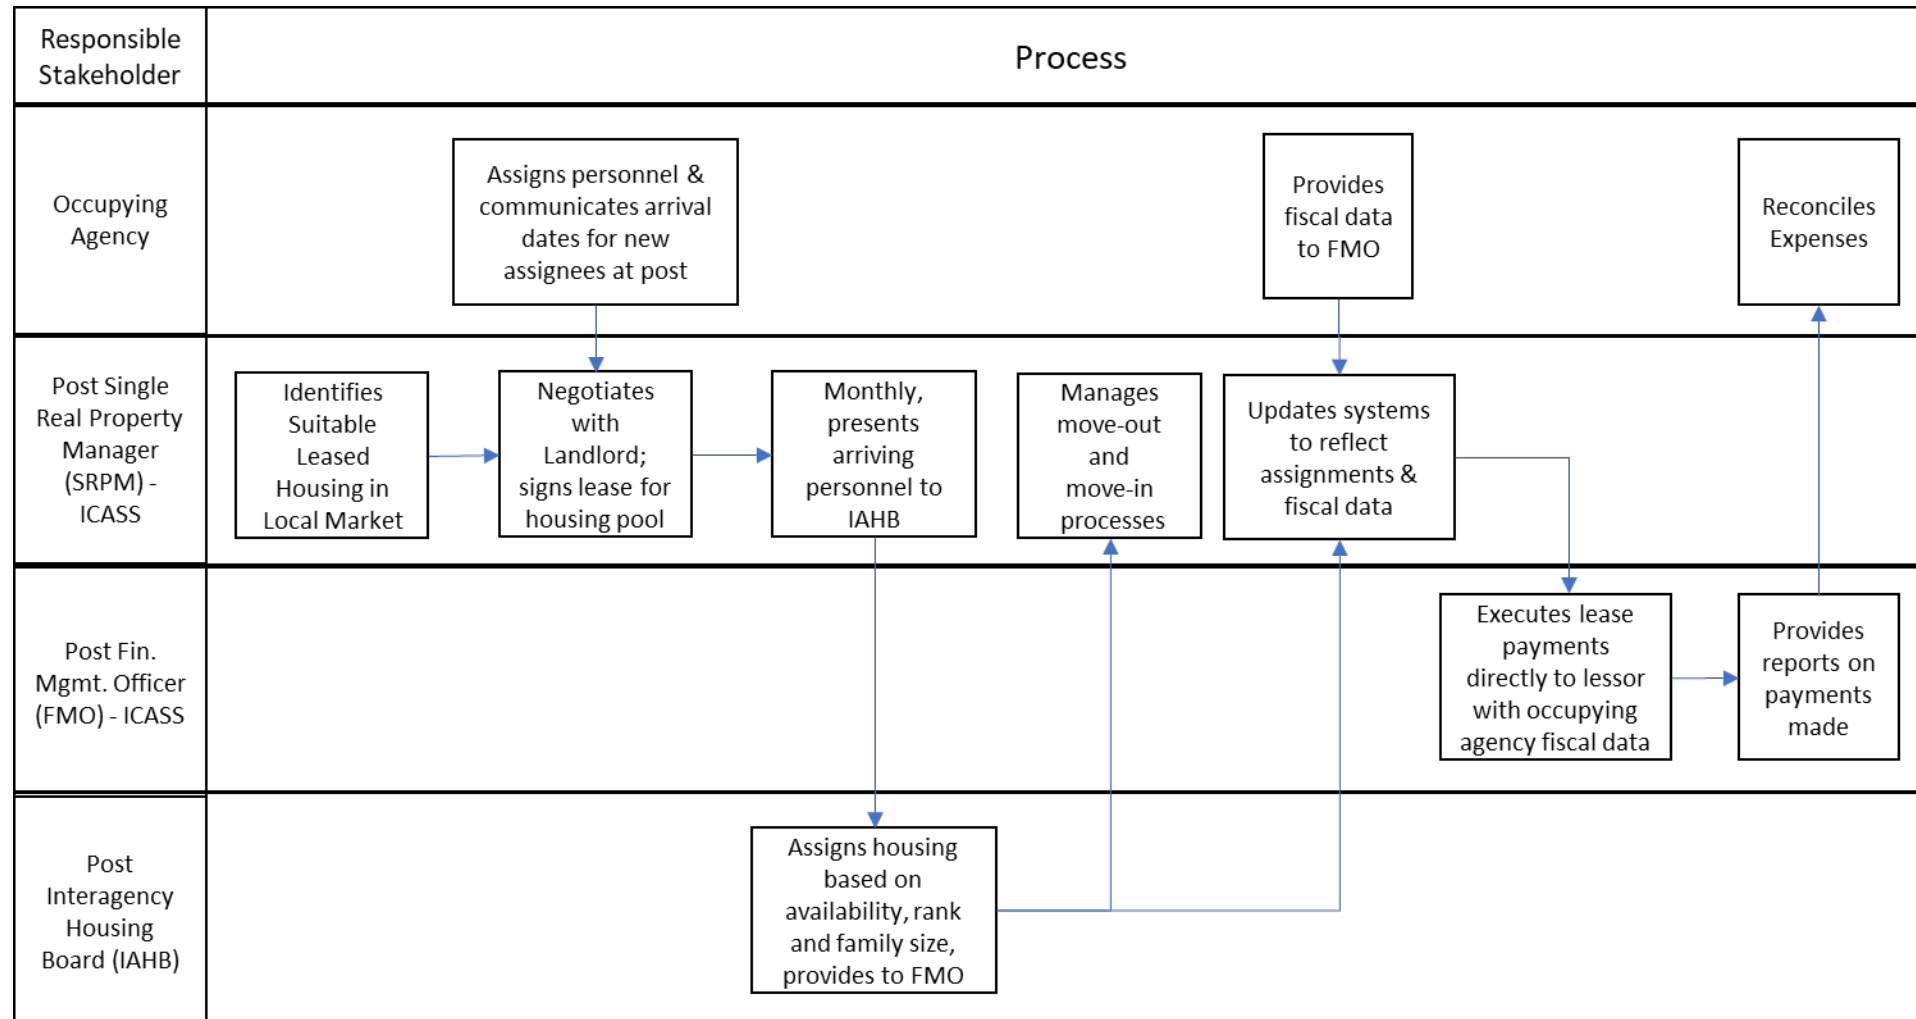 Responsible
Stakeholder
Process
Occupying
Agency
Assigns personnel &
communicates arrival
dates for new
assignees at post
Provides
fiscal data
to FMO
Reconciles
Expenses
Post Single
Real Property
Manager
(SRPM) -
ICASS
Identifies
Suitable
Leased
Housing in
Local Market
Negotiates
with
Landlord;
signs lease for
housing pool
Monthly,
presents
arriving
personnel to
IAHB
Manages
move-out
and
move-in
processes
Updates systems
to reflect
assignments &
fiscal data
Post Fin.
Mgmt. Officer
(FMO) - ICASS
Executes lease
payments
directly to lessor
with occupying
agency fiscal data
Provides
reports on
payments
made
Post
Interagency
Housing
Board (IAHB)
Assigns housing
based on
availability, rank
and family size,
provides to FMO